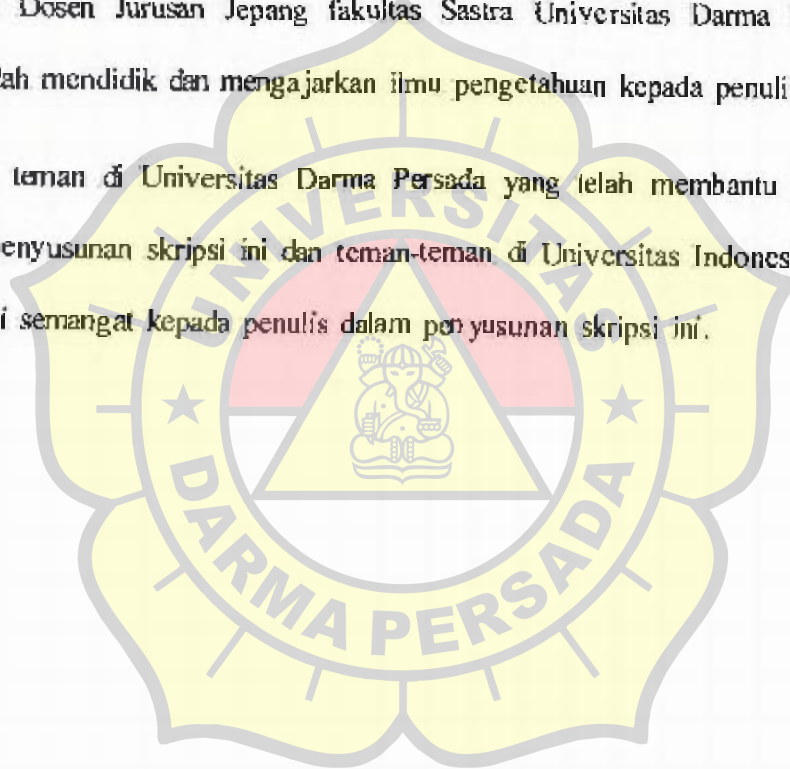 Dosen Jurusan Jepang fakultas Sastra Universitas Darma
lah mendidik dan mengajarkan ilmu pengetahuan kepada penuli
teman di Universitas Darma Persada yang telah membantu
enyusunan skripsi ini dan teman-teman di Universitas Indones
i semangat kepada penulis dalam penyusunan skripsi ini.
UNIVERSITAS
DARMA PERSADA